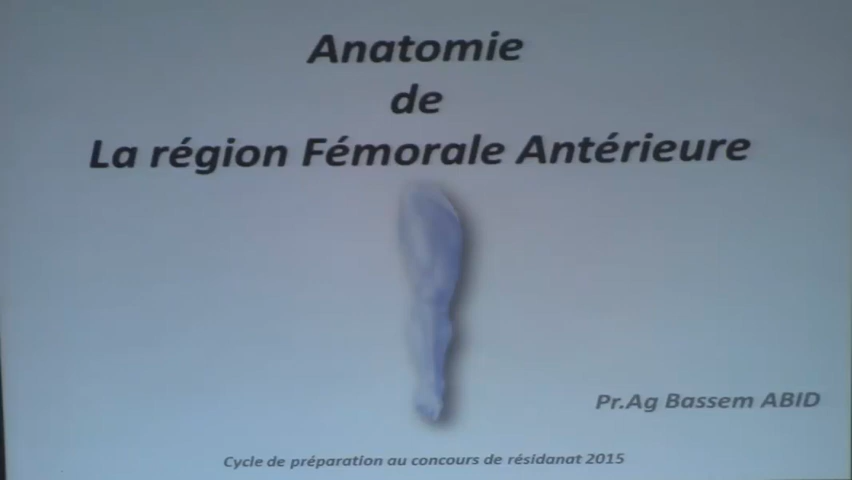 Anatomie
de
La région Fémorale Antérieure
Pr.Ag Bassem ABID
Cycle de préparation au concours de résidanat 2015